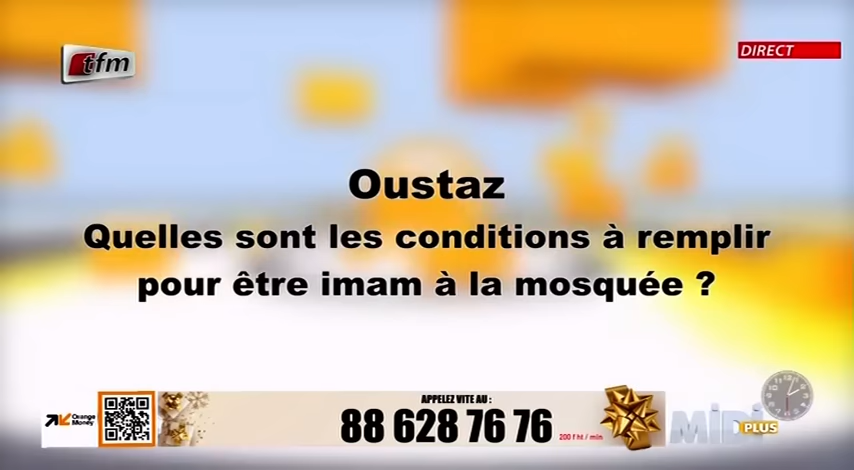 tfm
DIRECT
Oustaz
Quelles sont les conditions à remplir
pour être imam à la mosquée ?
Orange
Money
APPELEZ VITE AU :
88 628 76 76
200 f ht / min
MiDi
PLUS